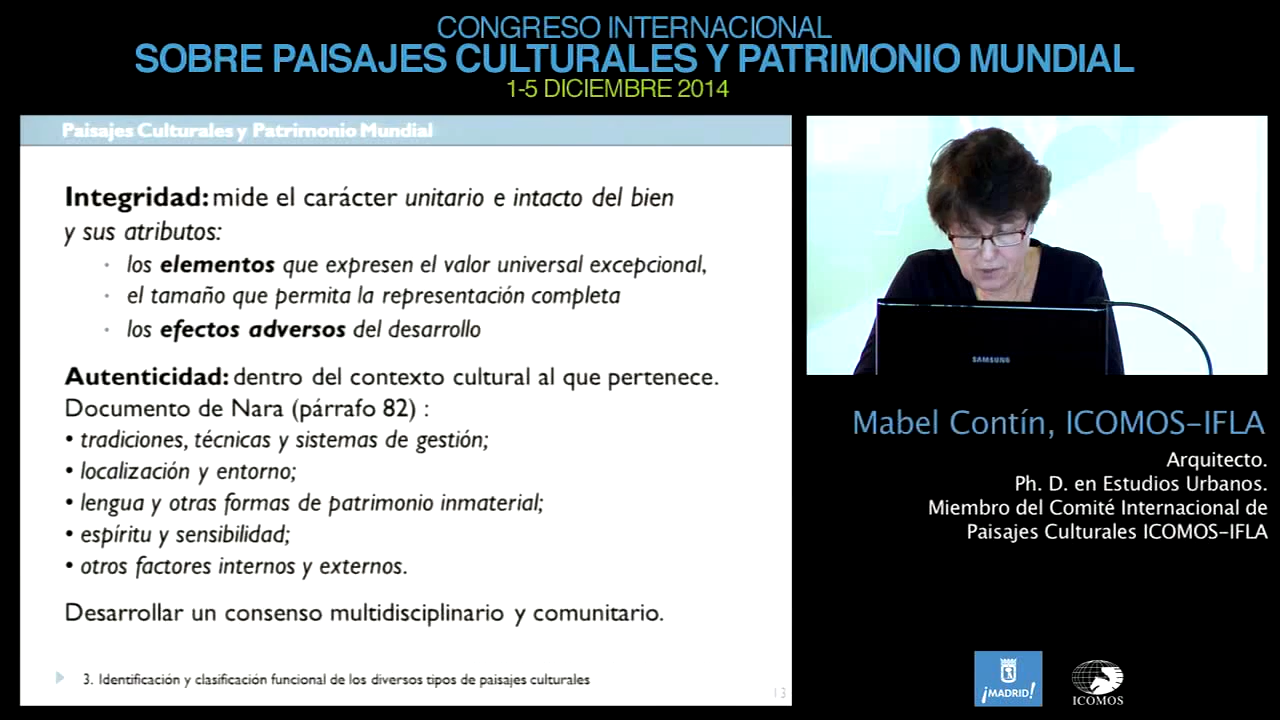 CONGRESO INTERNACIONAL
SOBRE PAISAJES CULTURALES Y PATRIMONIO MUNDIAL
1-5 DICIEMBRE 2014
Paisajes Culturales y Patrimonio Mundial
Integridad: mide el carácter unitario e intacto del bien
y sus atributos:
· los elementos que expresen el valor universal excepcional,
· el tamaño que permita la representación completa
· los efectos adversos del desarrollo
Autenticidad: dentro del contexto cultural al que pertenece.
Documento de Nara (párrafo 82) :
• tradiciones, técnicas y sistemas de gestión;
• localización y entorno;
• lengua y otras formas de patrimonio inmaterial;
• espíritu y sensibilidad;
• otros factores internos y externos.
Desarrollar un consenso multidisciplinario y comunitario.
3. Identificación y clasificación funcional de los diversos tipos de paisajes culturales
13
SAMSUNG
Mabel Contín, ICOMOS-IFLA
Arquitecto.
Ph. D. en Estudios Urbanos.
Miembro del Comité Internacional de
Paisajes Culturales ICOMOS-IFLA
¡MADRID!
ICOMOS